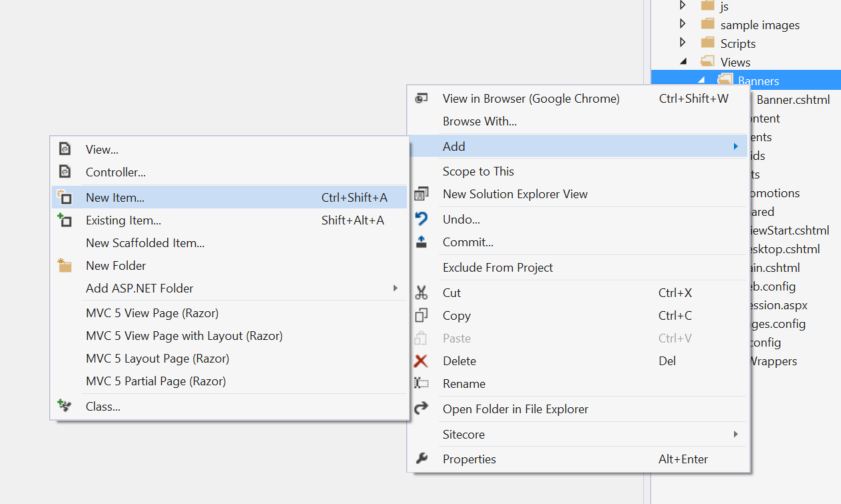 js
sample images
Scripts
Views
Banners
Banner.cshtml
View in Browser (Google Chrome) Ctrl+Shift+W
Browse With...
Add
Scope to This
New Solution Explorer View
Undo...
Commit...
Exclude From Project
Cut Ctrl+X
Copy Ctrl+C
Paste Ctrl+V
Delete Del
Rename
Open Folder in File Explorer
Sitecore
Properties Alt+Enter
View...
Controller...
New Item... Ctrl+Shift+A
Existing Item... Shift+Alt+A
New Scaffolded Item...
New Folder
Add ASP.NET Folder
MVC 5 View Page (Razor)
MVC 5 View Page with Layout (Razor)
MVC 5 Layout Page (Razor)
MVC 5 Partial Page (Razor)
Class...
ntent
ents
ids
ts
omotions
ared
iewStart.cshtml
esktop.cshtml
ain.cshtml
eb.config
ession.aspx
ges.config
config
Wrappers